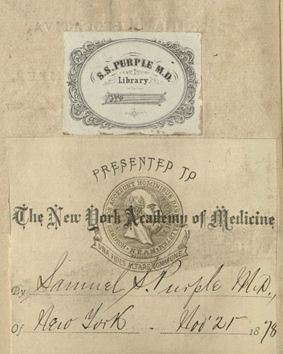 S.S. PURPLE M.D.
Library.
PRESENTED TO
The New York Academy of Medicine
By Samuel S. Purple M.D.,
Of New York. Nov 25 1878